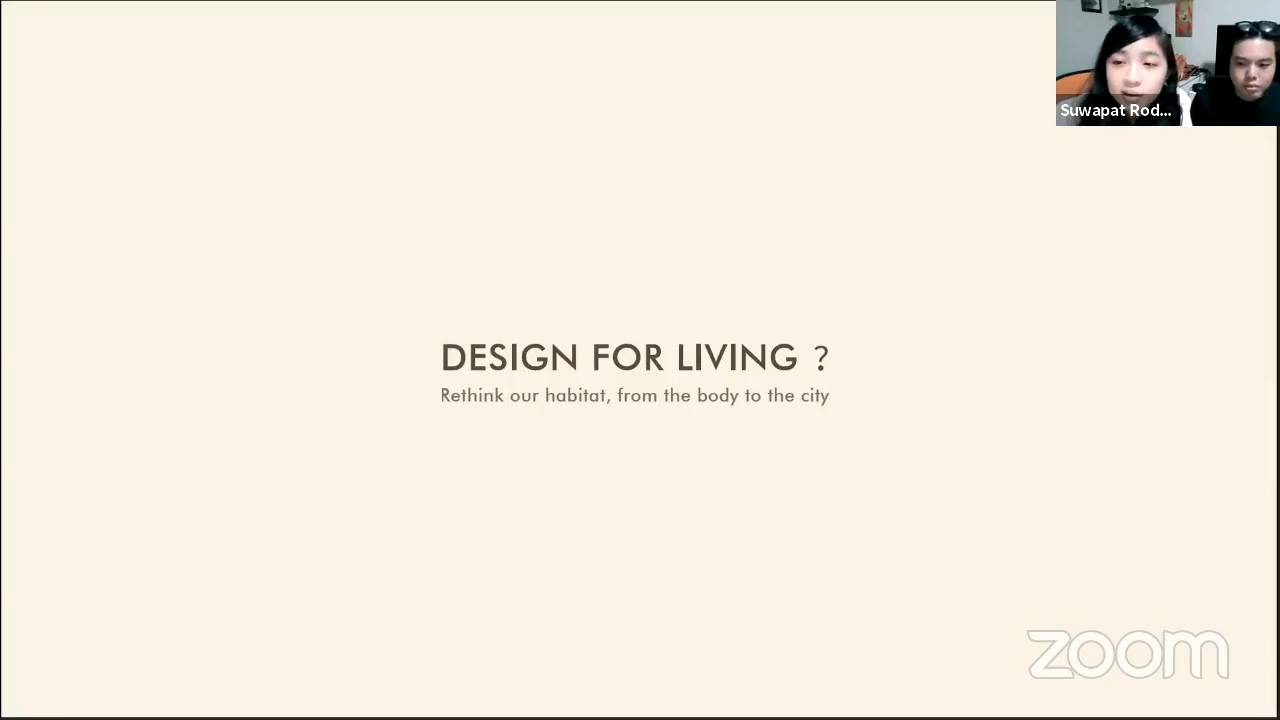 Suwapat Rod...
DESIGN FOR LIVING ?
Rethink our habitat, from the body to the city
zoom